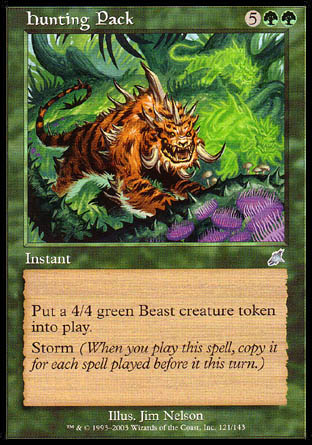 Hunting Pack 5
Instant
Put a 4/4 green Beast creature token
into play.
Storm (When you play this spell, copy it
for each spell played before it this turn.)
Illus. Jim Nelson
™ & © 1993–2003 Wizards of the Coast, Inc. 121/143